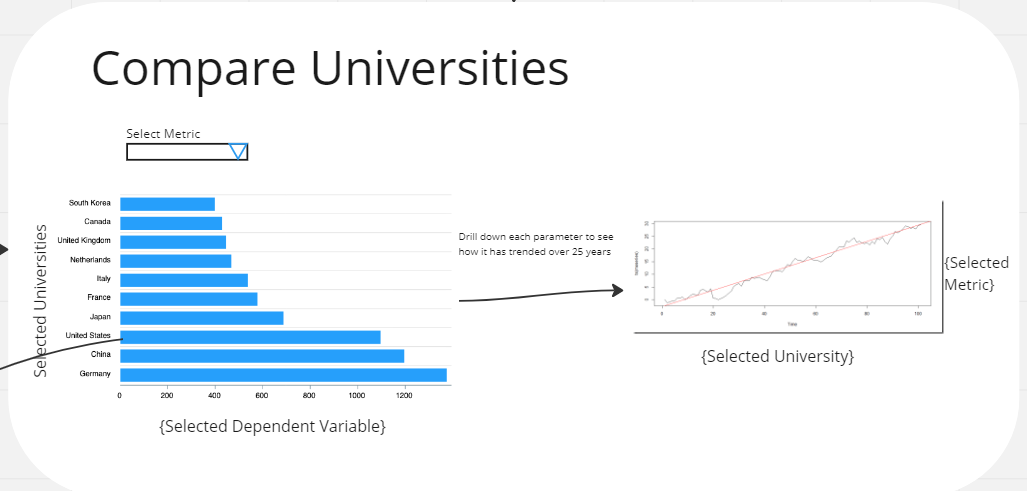 Compare Universities
Select Metric
Selected Universities
South Korea
Canada
United Kingdom
Netherlands
Italy
France
Japan
United States
China
Germany
0 200 400 600 800 1000 1200
{Selected Dependent Variable}
Drill down each parameter to see
how it has trended over 25 years
0 20 40 60 80 100
Time
{Selected
Metric}
{Selected University}